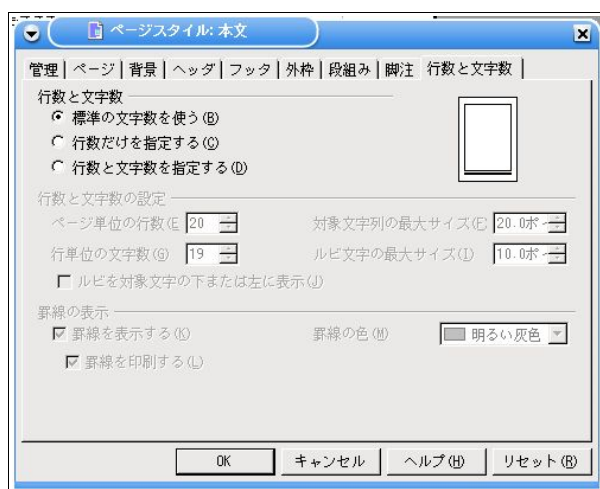 ページスタイル: 本文
管理 ページ 背景 ヘッダ フッタ 外枠 段組み 脚注 行数と文字数
行数と文字数
標準の文字数を使う(B)
行数だけを指定する(C)
行数と文字数を指定する(D)
行数と文字数の設定
ページ単位の行数(E 20 対象文字列の最大サイズ(F 20.0ポ
行単位の文字数(G) 19 ルビ文字の最大サイズ(I) 10.0ポ
ルビを対象文字の下または左に表示(J)
罫線の表示
罫線を表示する(K) 罫線の色(M) 明るい灰色
罫線を印刷する(L)
OK キャンセル ヘルプ(H) リセット(R)